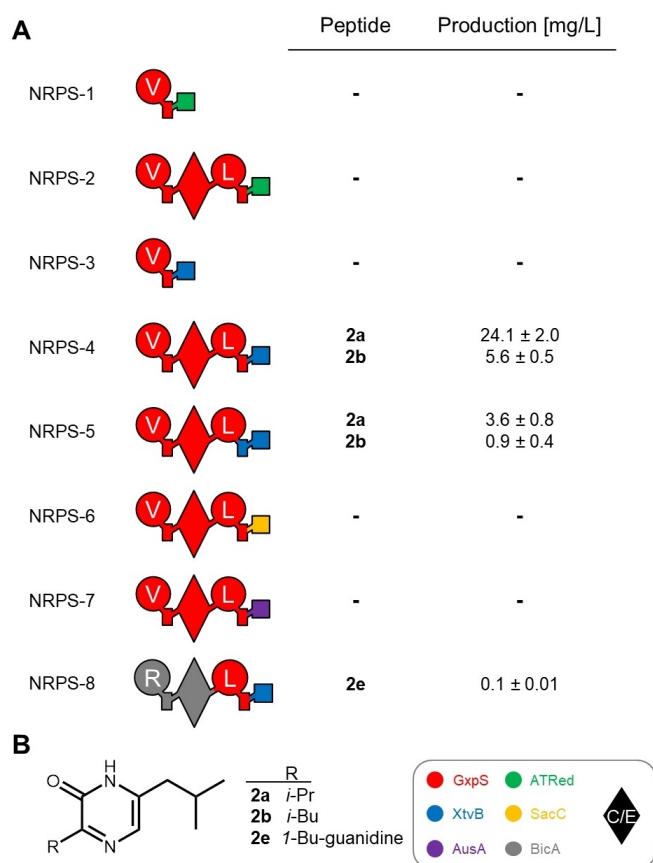 A
Peptide Production [mg/L]
NRPS-1 V - -
NRPS-2 V L - -
NRPS-3 V - -
NRPS-4 V L 2a 24.1 ± 2.0
2b 5.6 ± 0.5
NRPS-5 V L 2a 3.6 ± 0.8
2b 0.9 ± 0.4
NRPS-6 V L - -
NRPS-7 V L - -
NRPS-8 R L 2e 0.1 ± 0.01
B
O H N N R
R
2a i-Pr
2b i-Bu
2e 1-Bu-guanidine
GxpS ATRed
XtvB SacC
AusA BicA
C/E